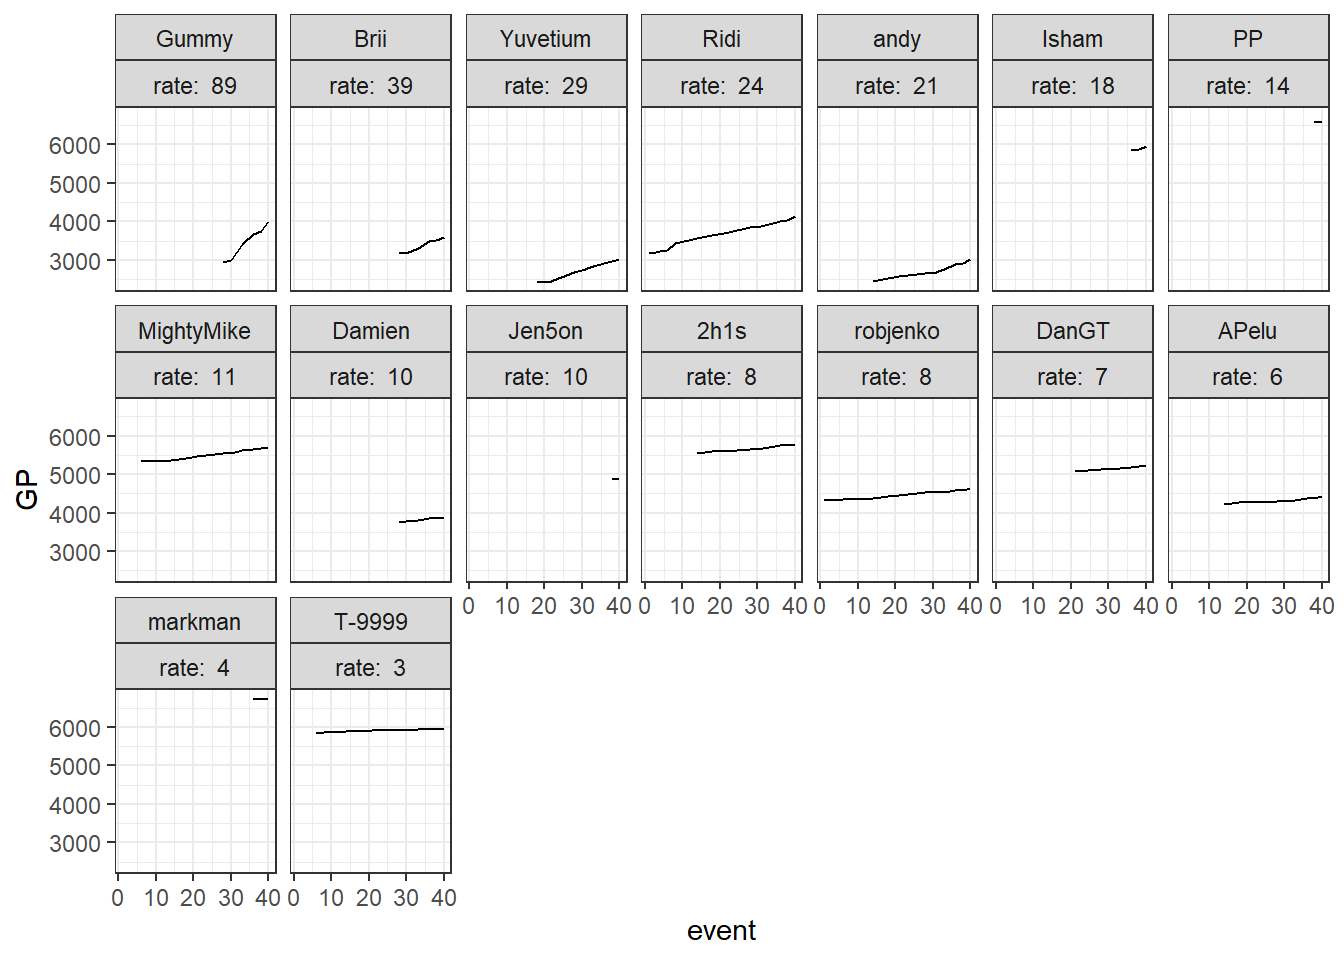 Gummy Brii Yuvetium Ridi andy Isham PP
rate: 89 rate: 39 rate: 29 rate: 24 rate: 21 rate: 18 rate: 14
6000
5000
4000
3000
MightyMike Damien Jen5on 2h1s robjenko DanGT APelu
rate: 11 rate: 10 rate: 10 rate: 8 rate: 8 rate: 7 rate: 6
6000
5000
4000
3000
GP
0 10 20 30 40 0 10 20 30 40 0 10 20 30 40 0 10 20 30 40 0 10 20 30 40
markman T-9999
rate: 4 rate: 3
6000
5000
4000
3000
0 10 20 30 40 0 10 20 30 40
event